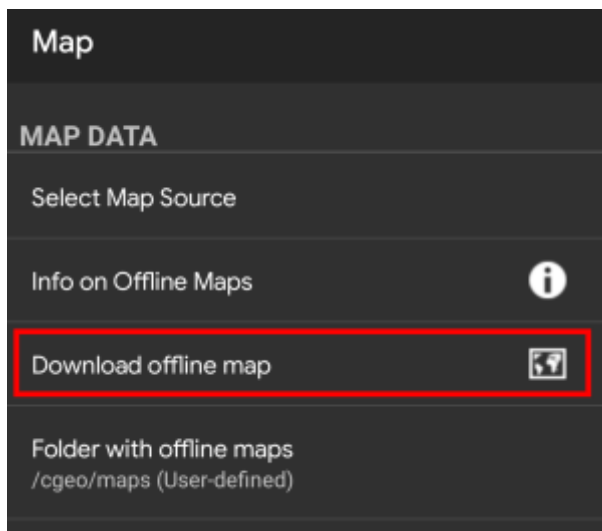 Map
MAP DATA
Select Map Source
Info on Offline Maps
Download offline map
Folder with offline maps
/cgeo/maps (User-defined)